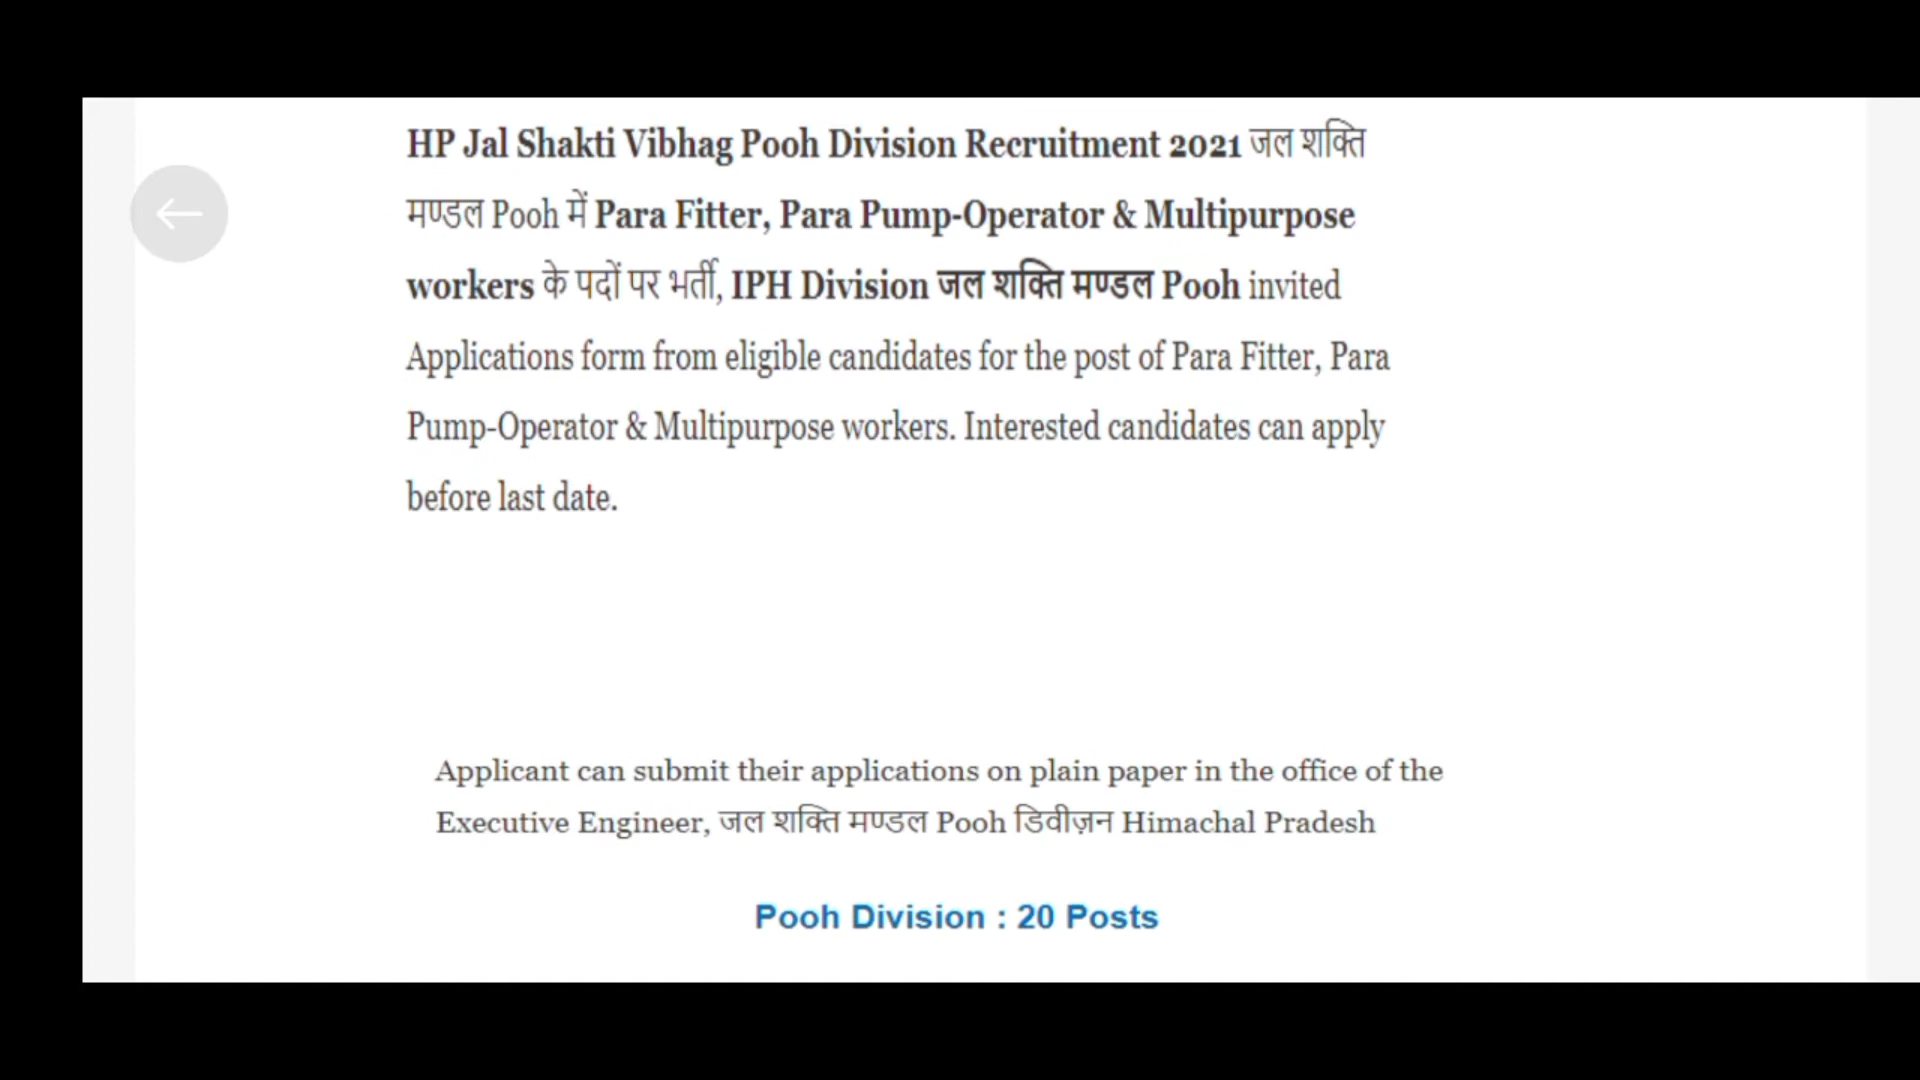 HP Jal Shakti Vibhag Pooh Division Recruitment 2021 जल शक्ति
मण्डल Pooh में Para Fitter, Para Pump-Operator & Multipurpose
workers के पदों पर भर्ती, IPH Division जल शक्ति मण्डल Pooh invited
Applications form from eligible candidates for the post of Para Fitter, Para
Pump-Operator & Multipurpose workers. Interested candidates can apply
before last date.
Applicant can submit their applications on plain paper in the office of the
Executive Engineer, जल शक्ति मण्डल Pooh डिवीज़न Himachal Pradesh
Pooh Division : 20 Posts